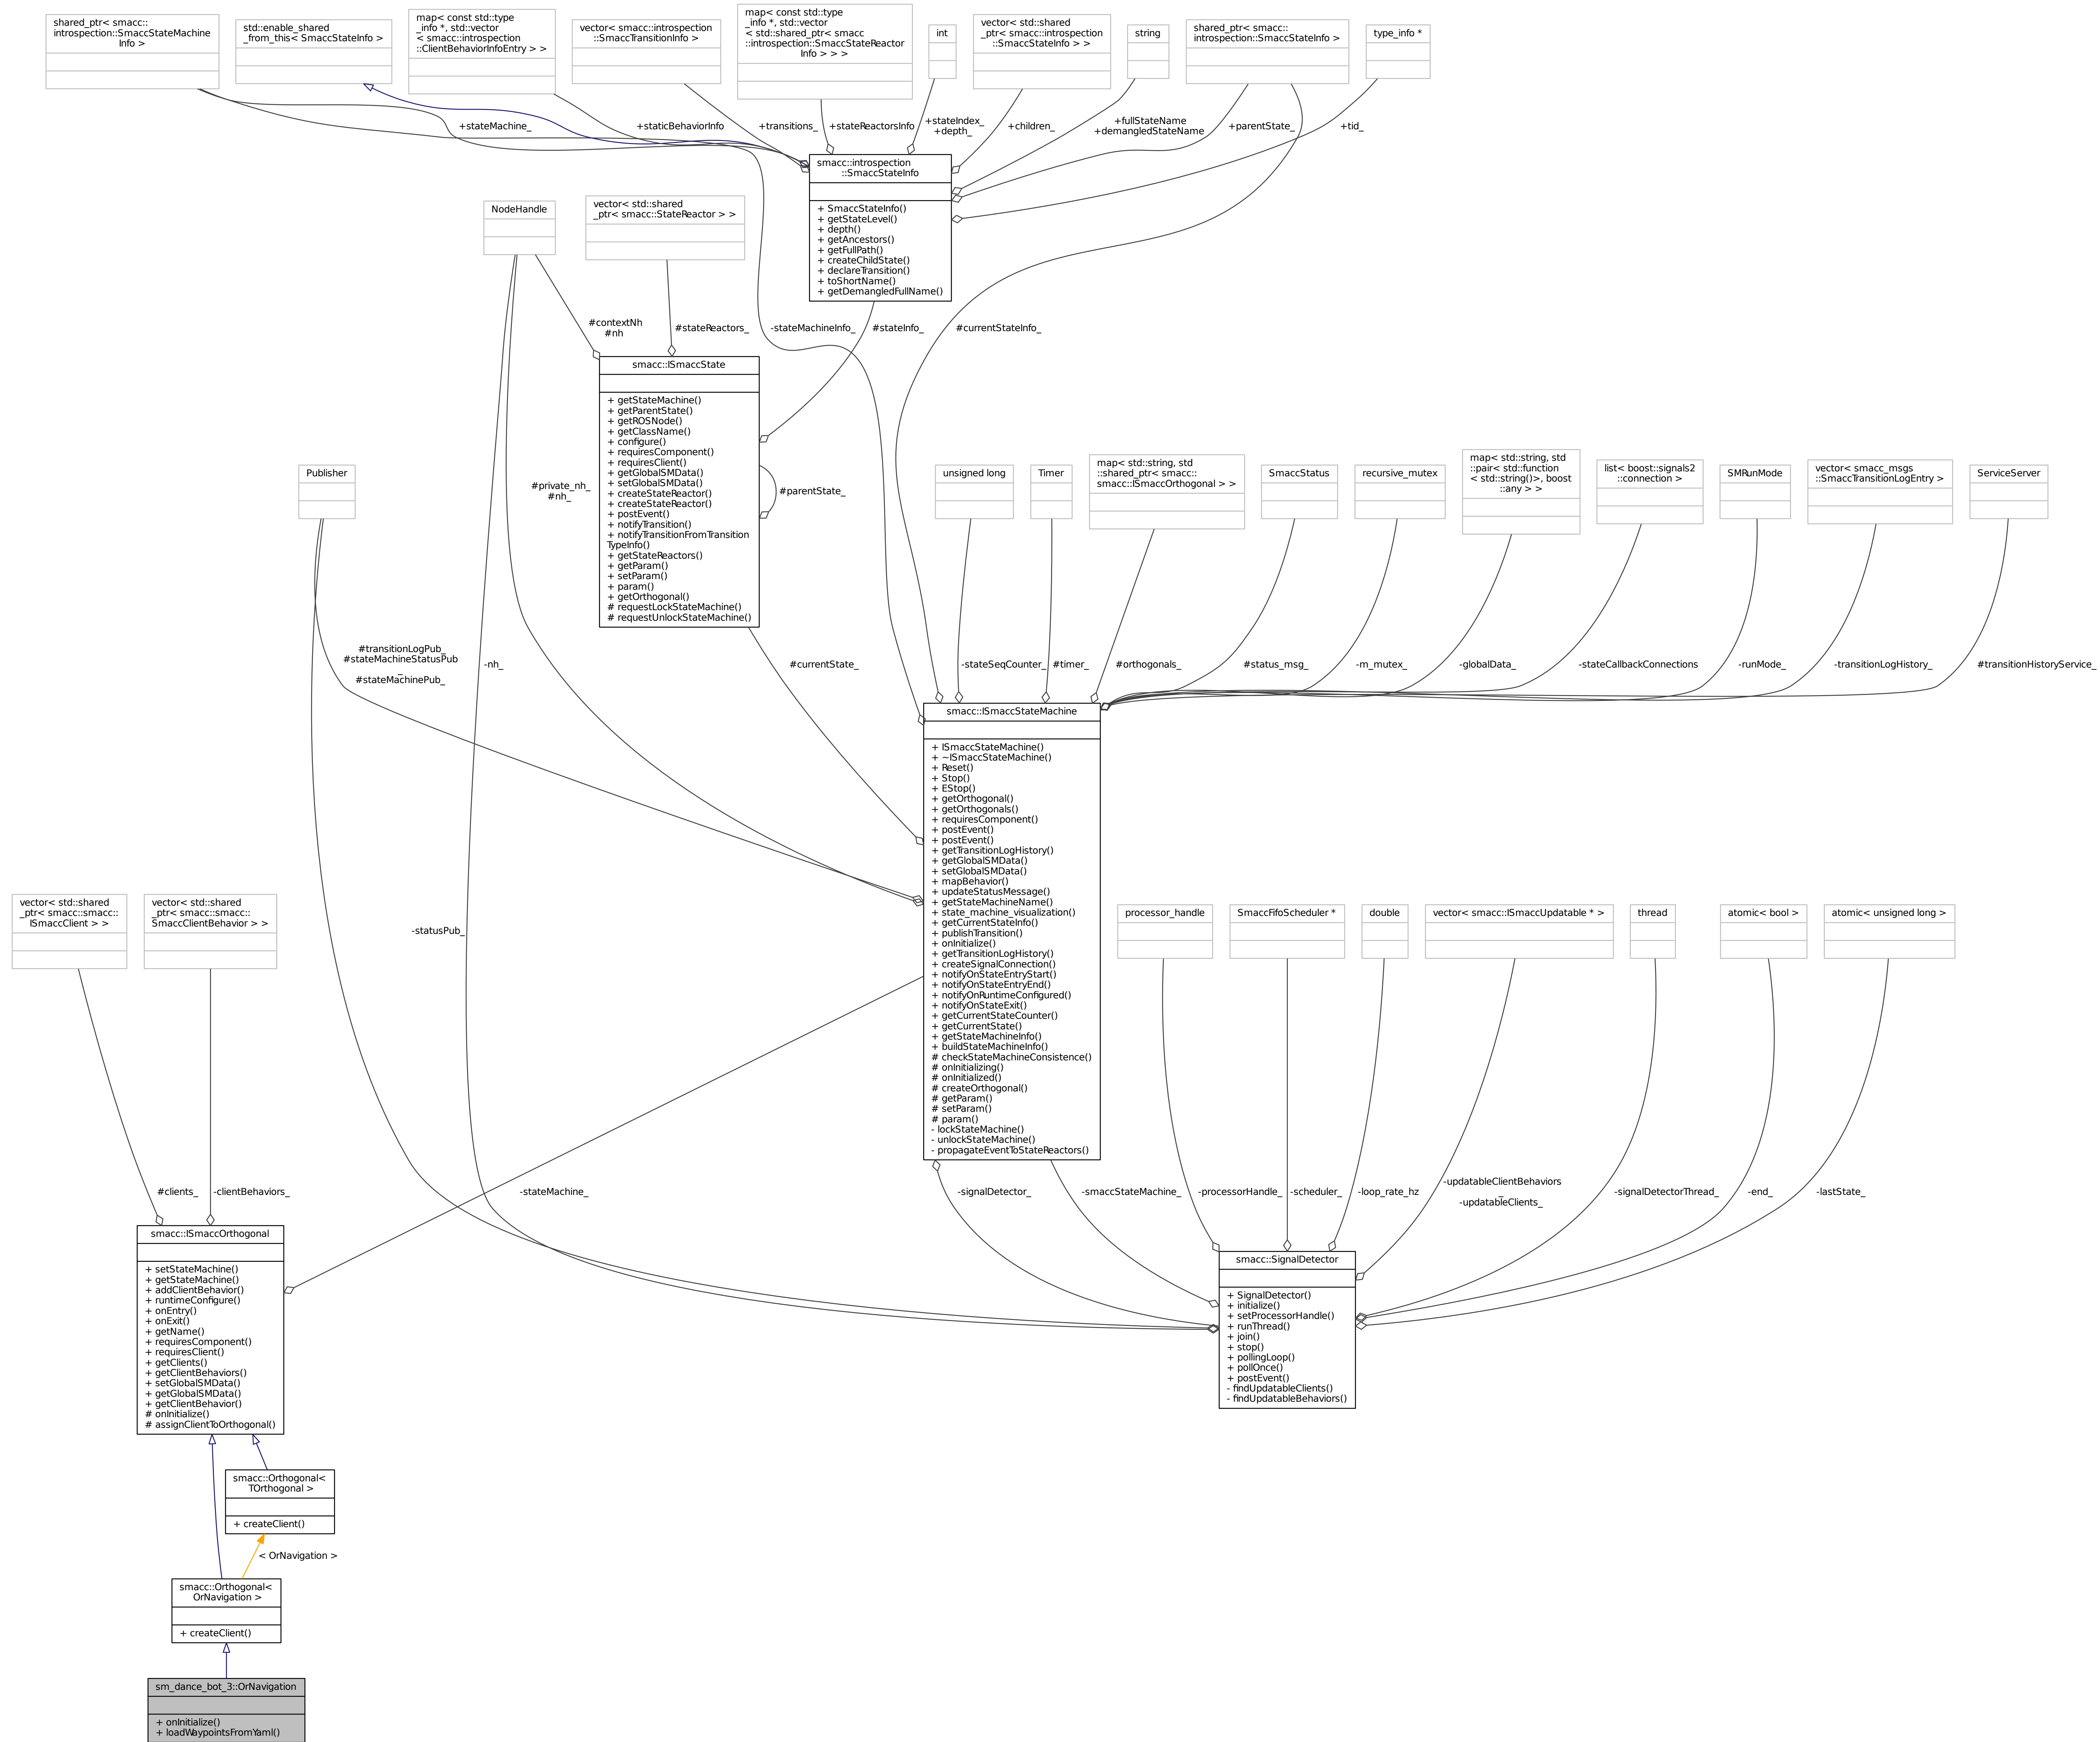 shared_ptr< smacc::
introspection::SmaccStateMachine
Info >
std::enable_shared
_from_this< SmaccStateInfo >
map< const std::type
_info *, std::vector
< smacc::introspection
::ClientBehaviorInfoEntry > >
vector< smacc::introspection
::SmaccTransitionInfo >
map< const std::type
_info *, std::vector
< std::shared_ptr< smacc
::introspection::SmaccStateReactor
Info > > >
int
vector< std::shared
_ptr< smacc::introspection
::SmaccStateInfo > >
string
shared_ptr< smacc::
introspection::SmaccStateInfo >
type_info *
+stateMachine_
+staticBehaviorInfo
+transitions_
+stateReactorsInfo
+stateIndex_
+depth_
+children_
+fullStateName
+demangledStateName
+parentState_
+tid_
smacc::introspection
::SmaccStateInfo
+ SmaccStateInfo()
+ getStateLevel()
+ depth()
+ getAncestors()
+ getFullPath()
+ createChildState()
+ declareTransition()
+ toShortName()
+ getDemangledFullName()
NodeHandle
vector< std::shared
_ptr< smacc::StateReactor > >
#contextNh
#nh
#stateReactors_
-stateMachineInfo_
#stateInfo_
#currentStateInfo_
smacc::ISmaccState
+ getStateMachine()
+ getParentState()
+ getROSNode()
+ getClassName()
+ configure()
+ requiresComponent()
+ requiresClient()
+ getGlobalSMData()
+ setGlobalSMData()
+ createStateReactor()
+ createStateReactor()
+ postEvent()
+ notifyTransition()
+ notifyTransitionFromTransition
TypeInfo()
+ getStateReactors()
+ getParam()
+ setParam()
+ param()
+ getOrthogonal()
# requestLockStateMachine()
# requestUnlockStateMachine()
#parentState_
Publisher
#private_nh_
#nh_
unsigned long
Timer
map< std::string, std
::shared_ptr< smacc::
smacc::ISmaccOrthogonal > >
SmaccStatus
recursive_mutex
map< std::string, std
::pair< std::function
< std::string()>, boost
::any > >
list< boost::signals2
::connection >
SMRunMode
vector< smacc_msgs
::SmaccTransitionLogEntry >
ServiceServer
#transitionLogPub_
#stateMachineStatusPub
_
#stateMachinePub_
-nh_
#currentState_
-stateSeqCounter_
#timer_
#orthogonals_
#status_msg_
-m_mutex_
-globalData_
-stateCallbackConnections
-runMode_
-transitionLogHistory_
#transitionHistoryService_
smacc::ISmaccStateMachine
+ ISmaccStateMachine()
+ ~ISmaccStateMachine()
+ Reset()
+ Stop()
+ EStop()
+ getOrthogonal()
+ getOrthogonals()
+ requiresComponent()
+ postEvent()
+ postEvent()
+ getTransitionLogHistory()
+ getGlobalSMData()
+ setGlobalSMData()
+ mapBehavior()
+ updateStatusMessage()
+ getStateMachineName()
+ state_machine_visualization()
+ getCurrentStateInfo()
+ publishTransition()
+ onInitialize()
+ getTransitionLogHistory()
+ createSignalConnection()
+ notifyOnStateEntryStart()
+ notifyOnStateEntryEnd()
+ notifyOnRuntimeConfigured()
+ notifyOnStateExit()
+ getCurrentStateCounter()
+ getCurrentState()
+ getStateMachineInfo()
+ buildStateMachineInfo()
# checkStateMachineConsistence()
# onInitializing()
# onInitialized()
# createOrthogonal()
# getParam()
# setParam()
# param()
- lockStateMachine()
- unlockStateMachine()
- propagateEventToStateReactors()
vector< std::shared
_ptr< smacc::smacc::
ISmaccClient > >
vector< std::shared
_ptr< smacc::smacc::
SmaccClientBehavior > >
-statusPub_
processor_handle
SmaccFifoScheduler *
double
vector< smacc::ISmaccUpdatable * >
thread
atomic< bool >
atomic< unsigned long >
#clients_
-clientBehaviors_
-stateMachine_
-signalDetector_
-smaccStateMachine_
-processorHandle_
-scheduler_
-loop_rate_hz
-updatableClientBehaviors
_
-updatableClients_
-signalDetectorThread_
-end_
-lastState_
smacc::ISmaccOrthogonal
+ setStateMachine()
+ getStateMachine()
+ addClientBehavior()
+ runtimeConfigure()
+ onEntry()
+ onExit()
+ getName()
+ requiresComponent()
+ requiresClient()
+ getClients()
+ getClientBehaviors()
+ setGlobalSMData()
+ getGlobalSMData()
+ getClientBehavior()
# onInitialize()
# assignClientToOrthogonal()
smacc::SignalDetector
+ SignalDetector()
+ initialize()
+ setProcessorHandle()
+ runThread()
+ join()
+ stop()
+ pollingLoop()
+ pollOnce()
+ postEvent()
- findUpdatableClients()
- findUpdatableBehaviors()
smacc::Orthogonal<
TOrthogonal >
+ createClient()
< OrNavigation >
smacc::Orthogonal<
OrNavigation >
+ createClient()
sm_dance_bot_3::OrNavigation
+ onInitialize()
+ loadWaypointsFromYaml()